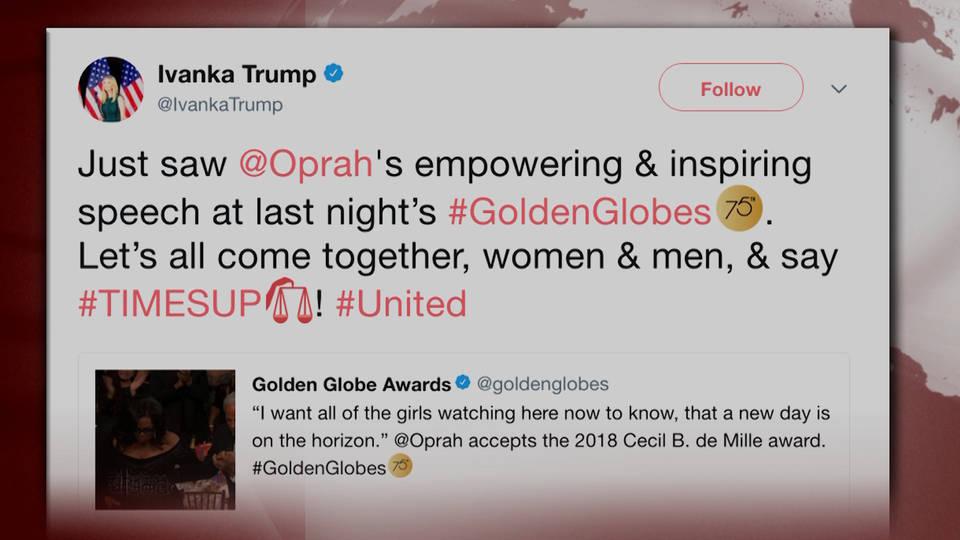 Ivanka Trump
@IvankaTrump
Follow
Just saw @Oprah's empowering & inspiring
speech at last night’s #GoldenGlobes 75TH.
Let’s all come together, women & men, & say
#TIMESUP! #United
Golden Globe Awards @goldenglobes
“I want all of the girls watching here now to know, that a new day is
on the horizon.” @Oprah accepts the 2018 Cecil B. de Mille award.
#GoldenGlobes 75